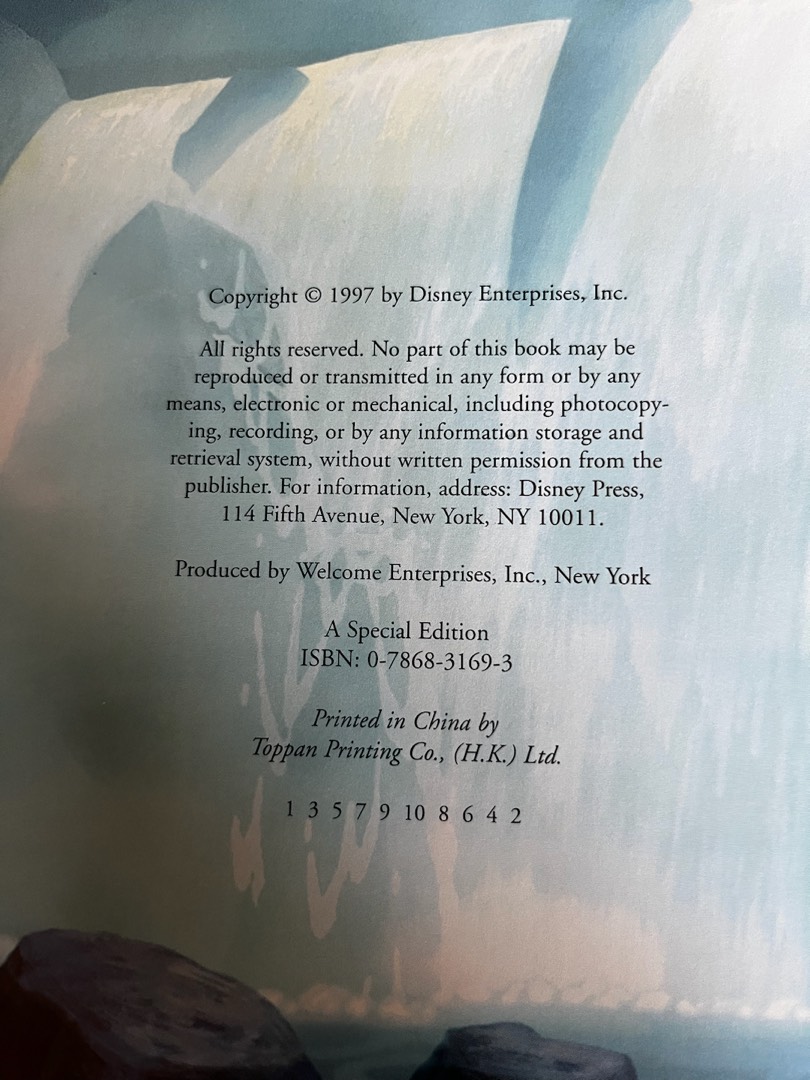 Copyright © 1997 by Disney Enterprises, Inc.
All rights reserved. No part of this book may be
reproduced or transmitted in any form or by any
means, electronic or mechanical, including photocopy-
ing, recording, or by any information storage and
retrieval system, without written permission from the
publisher. For information, address: Disney Press,
114 Fifth Avenue, New York, NY 10011.
Produced by Welcome Enterprises, Inc., New York
A Special Edition
ISBN: 0-7868-3169-3
Printed in China by
Toppan Printing Co., (H.K.) Ltd.
1 3 5 7 9 10 8 6 4 2